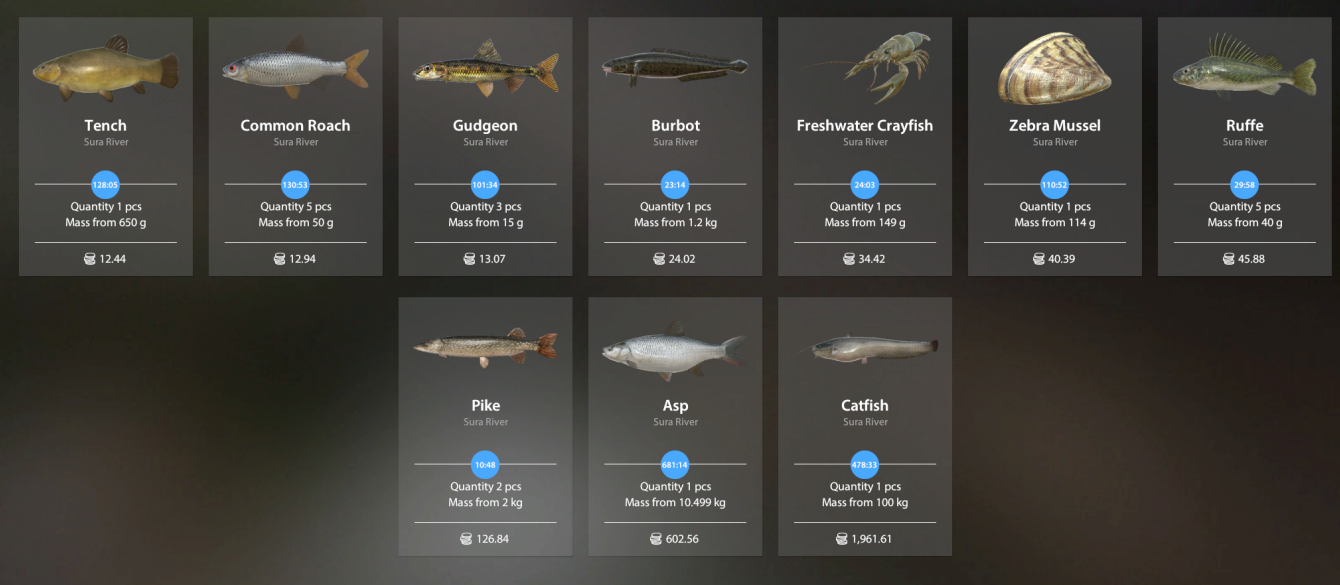 Tench
Sura River
128:05
Quantity 1 pcs
Mass from 650 g
12.44
Common Roach
Sura River
130:53
Quantity 5 pcs
Mass from 50 g
12.94
Gudgeon
Sura River
101:34
Quantity 3 pcs
Mass from 15 g
13.07
Burbot
Sura River
23:14
Quantity 1 pcs
Mass from 1.2 kg
24.02
Freshwater Crayfish
Sura River
24:03
Quantity 1 pcs
Mass from 149 g
34.42
Zebra Mussel
Sura River
110:52
Quantity 1 pcs
Mass from 114 g
40.39
Ruffe
Sura River
29:58
Quantity 5 pcs
Mass from 40 g
45.88
Pike
Sura River
10:48
Quantity 2 pcs
Mass from 2 kg
126.84
Asp
Sura River
681:14
Quantity 1 pcs
Mass from 10.499 kg
602.56
Catfish
Sura River
478:33
Quantity 1 pcs
Mass from 100 kg
1,961.61